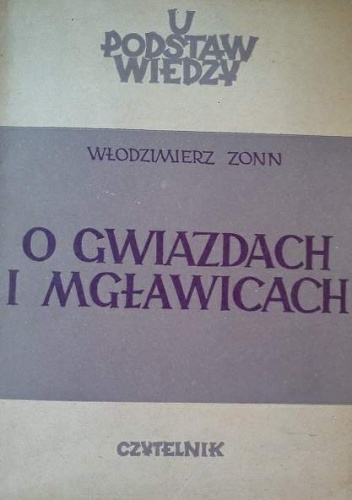 U
PODSTAW
WIEDZY
WŁODZIMIERZ ZONN
O GWIAZDACH
I MGŁAWICACH
CZYTELNIK